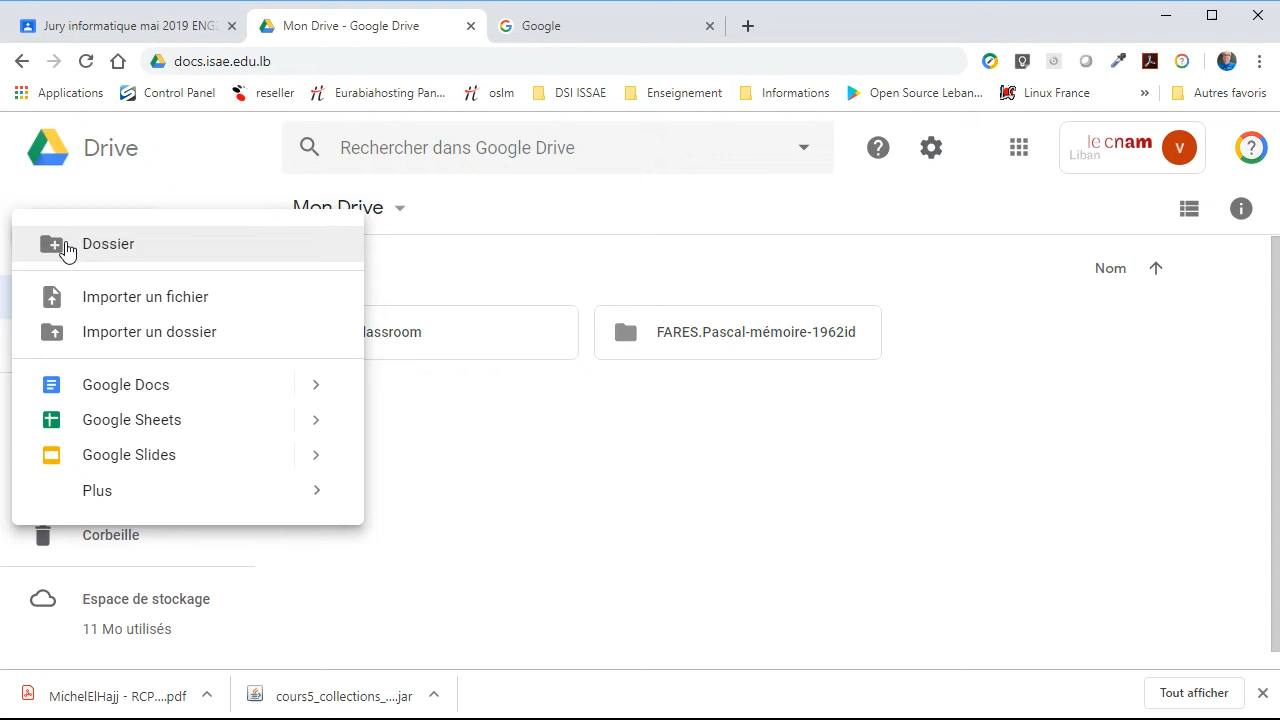 Jury informatique mai 2019 ENG2
Mon Drive - Google Drive
Google
docs.isae.edu.lb
Applications
Control Panel
reseller
Eurabiahosting Pan...
oslm
DSI ISSAE
Enseignement
Informations
Open Source Leban...
Linux France
»
Autres favoris
Drive
Rechercher dans Google Drive
le cnam
Liban
V
Mon Drive
Dossier
Nom
Importer un fichier
Importer un dossier
lassroom
FARES.Pascal-mémoire-1962id
Google Docs
Google Sheets
Google Slides
Plus
Corbeille
Espace de stockage
11 Mo utilisés
MichelElHajj - RCP....pdf
cours5_collections_....jar
Tout afficher